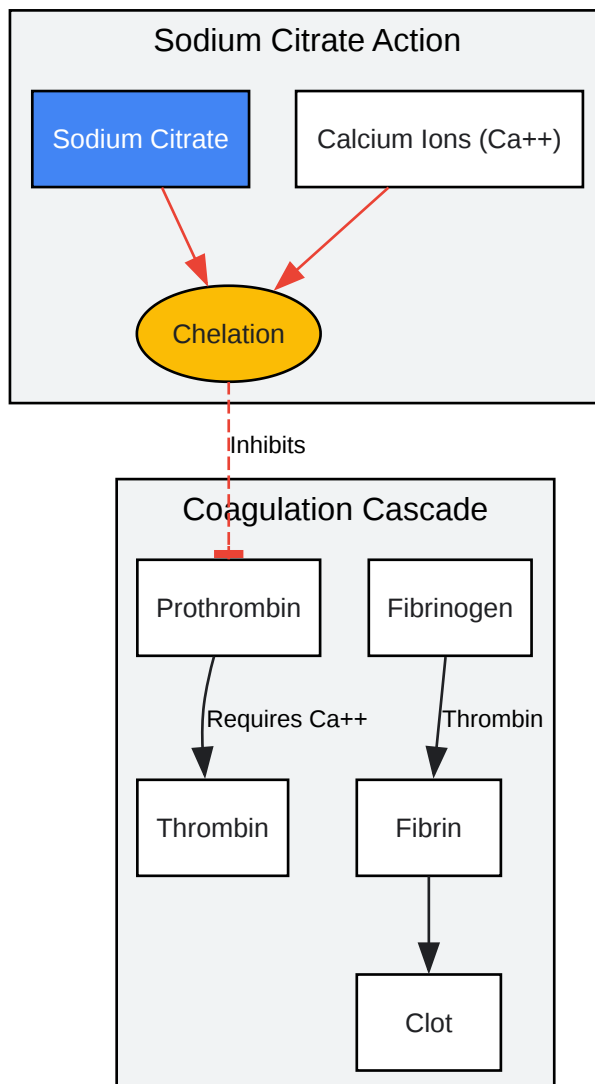 Sodium Citrate Action
Sodium Citrate
Calcium Ions (Ca++)
Chelation
Inhibits
Coagulation Cascade
Prothrombin
Fibrinogen
Requires Ca++
Thrombin
Thrombin
Fibrin
Clot